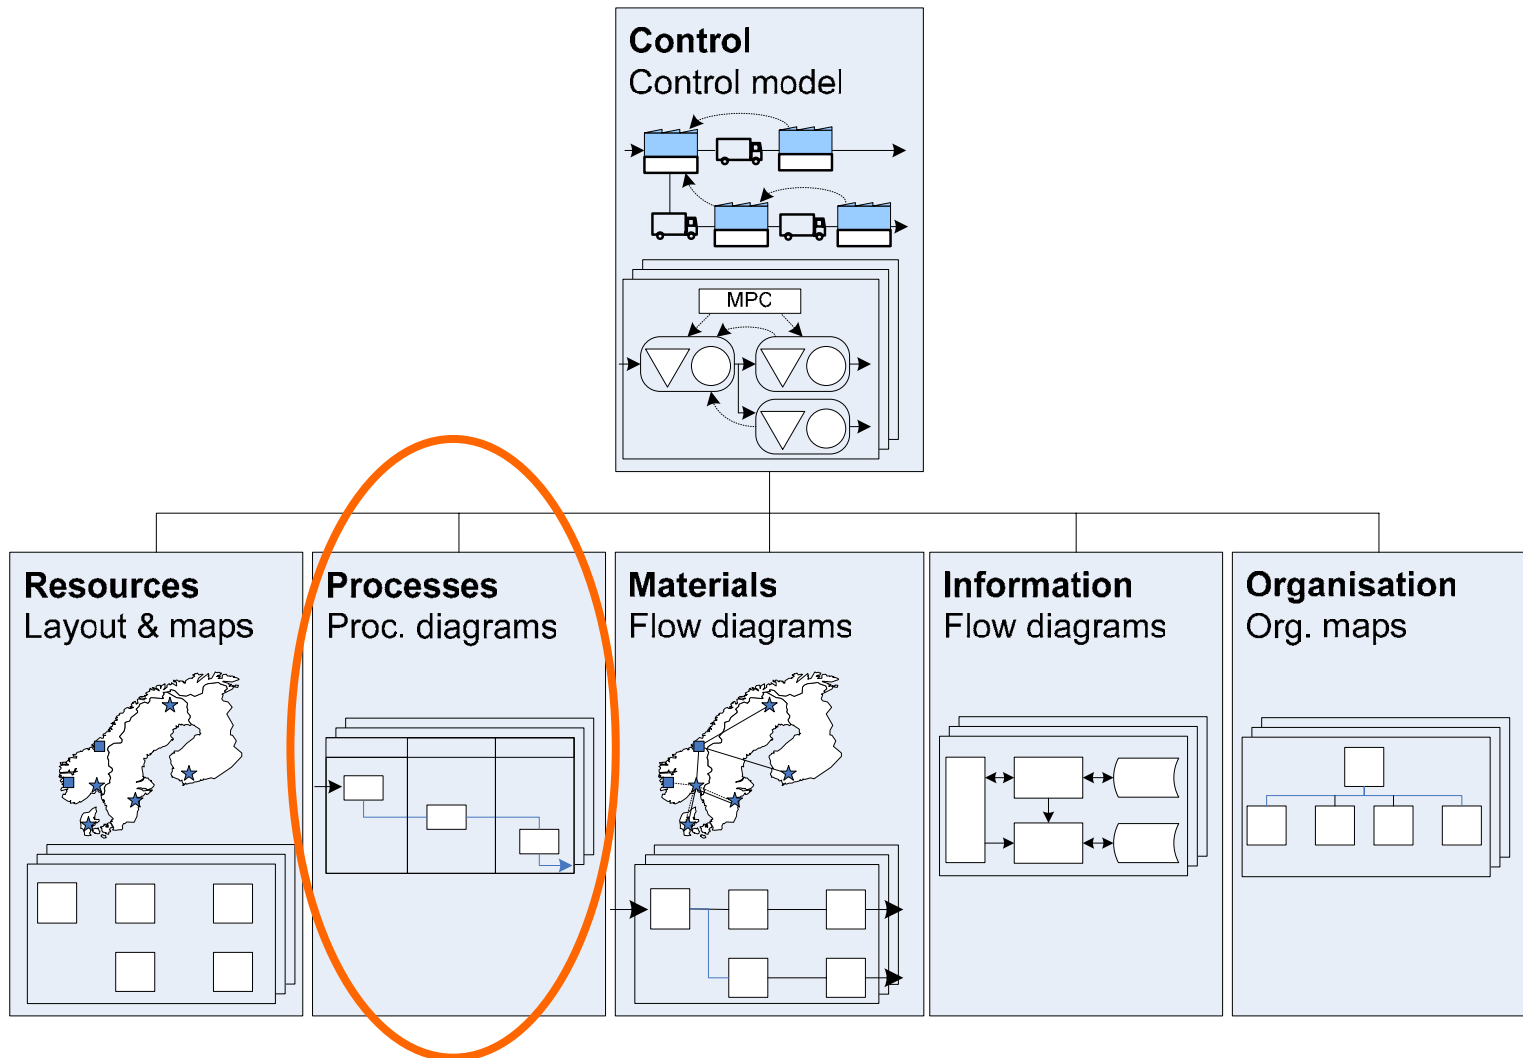 Control
Control model
MPC
Resources
Layout & maps
Processes
Proc. diagrams
Materials
Flow diagrams
Information
Flow diagrams
Organisation
Org. maps